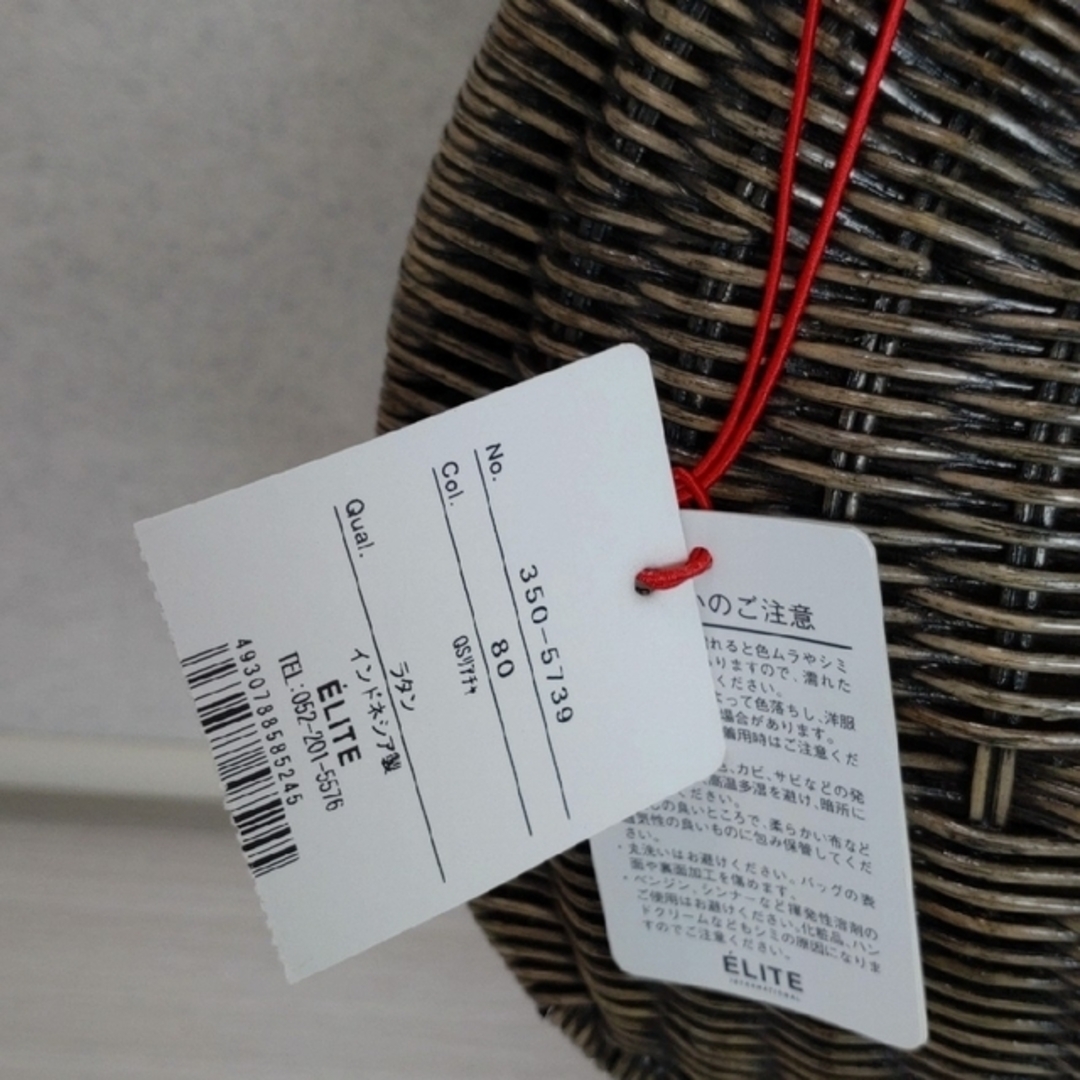 No. 350-5739
Col. 80
QSリアチャ
Qual.
ラタン
インドネシア製
ÉLITE
TEL:052-201-5576
4930788585245
のご注意
れると色ムラやシミ
りますので、濡れた
ください。
よって色落ちし、洋服
場合があります。
着用時はご注意くだ
、カビ、サビなどの発
高温多湿を避け、暗所に
ださい。
の良いところで、柔らかい布など
気性の良いものに包み保管してくだ
さい。
・丸洗いはお避けください。バッグの表
面や裏面加工を傷めます。
・ベンジン、シンナーなど揮発性溶剤の
ご使用はお避けください。化粧品、ハン
ドクリームなどもシミの原因になりま
すのでご注意ください。
ÉLITE
INTERNATIONAL